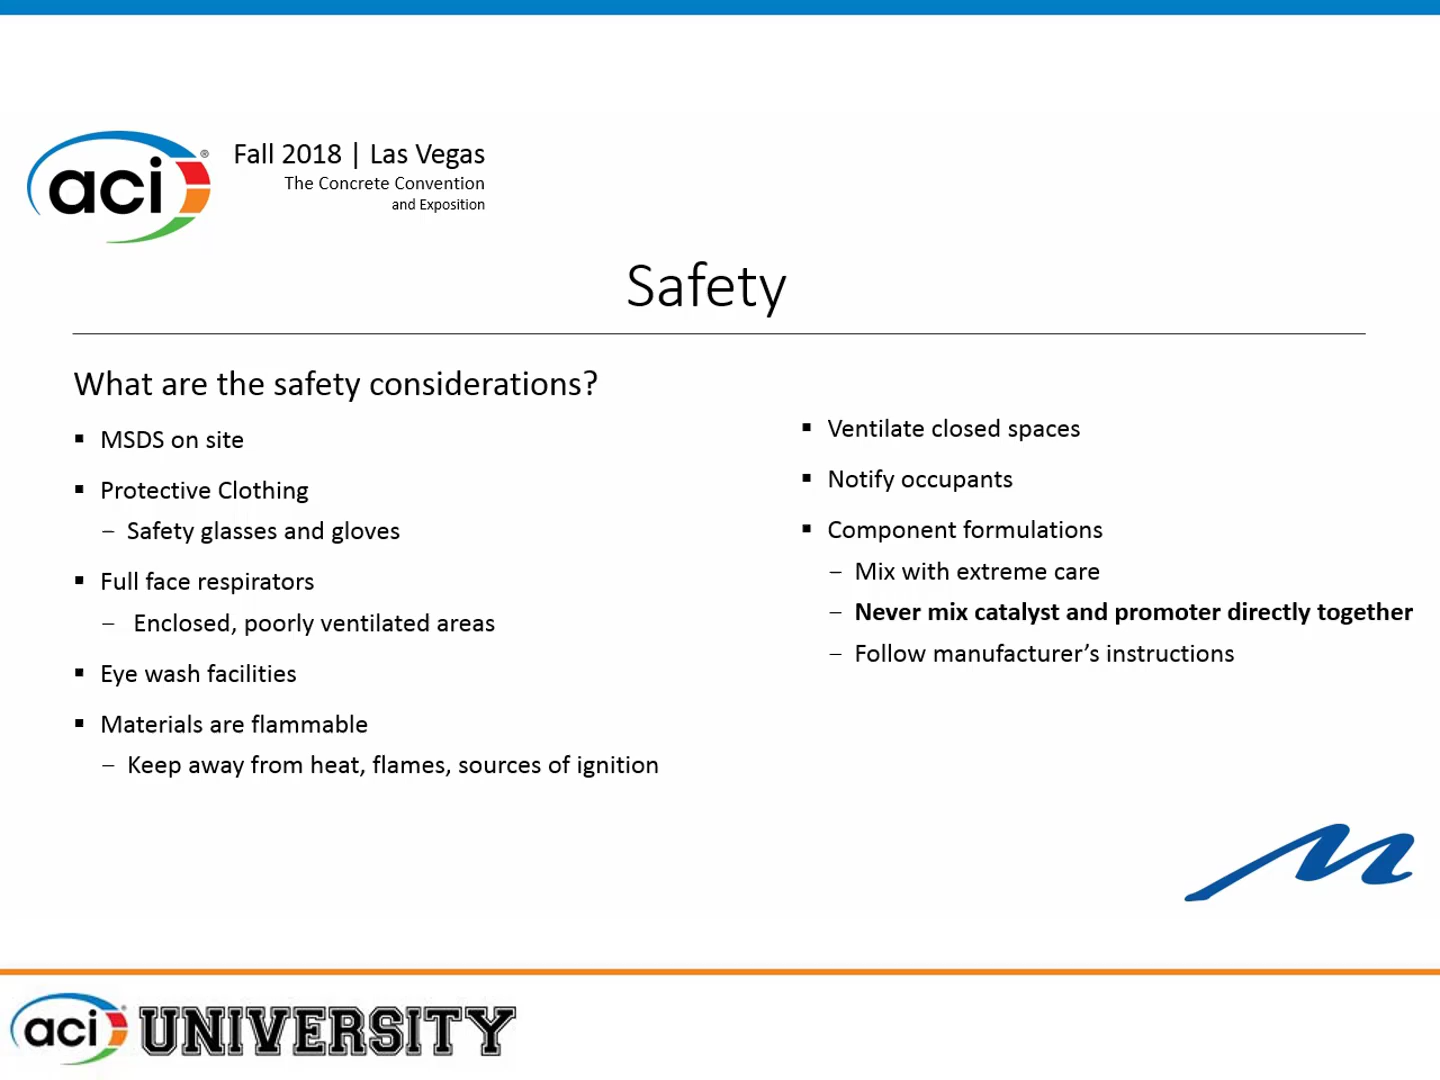 aci®
Fall 2018 | Las Vegas
The Concrete Convention
and Exposition
Safety
What are the safety considerations?
▪ MSDS on site
▪ Protective Clothing
– Safety glasses and gloves
▪ Full face respirators
– Enclosed, poorly ventilated areas
▪ Eye wash facilities
▪ Materials are flammable
– Keep away from heat, flames, sources of ignition
▪ Ventilate closed spaces
▪ Notify occupants
▪ Component formulations
– Mix with extreme care
– Never mix catalyst and promoter directly together
– Follow manufacturer’s instructions
aci UNIVERSITY